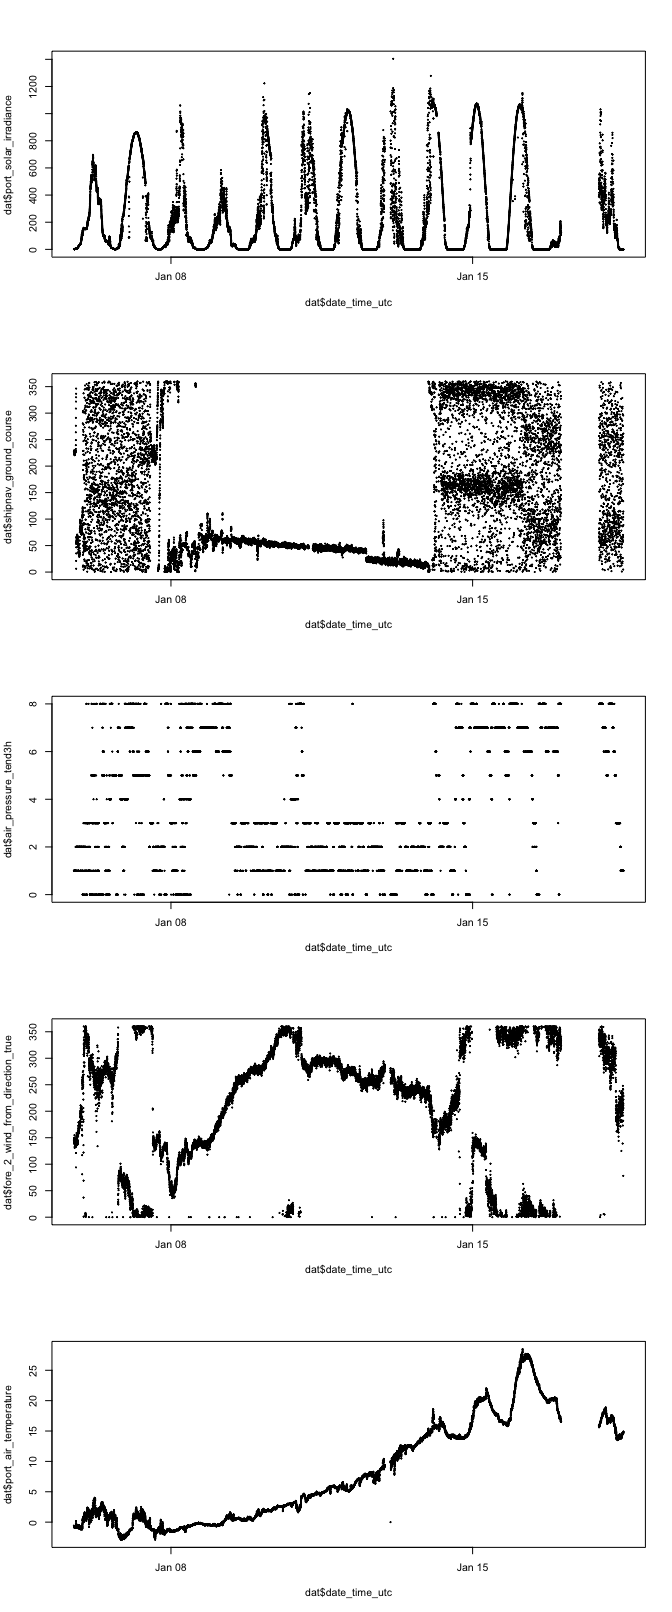 dat$port_solar_irradiance
0 200 400 600 800 1200
Jan 08 Jan 15
dat$date_time_utc
dat$shipnav_ground_course
0 50 100 150 200 250 300 350
Jan 08 Jan 15
dat$date_time_utc
dat$air_pressure_tend3h
0 2 4 6 8
Jan 08 Jan 15
dat$date_time_utc
dat$fore_2_wind_from_direction_true
0 50 100 150 200 250 300 350
Jan 08 Jan 15
dat$date_time_utc
dat$port_air_temperature
0 5 10 15 20 25
Jan 08 Jan 15
dat$date_time_utc